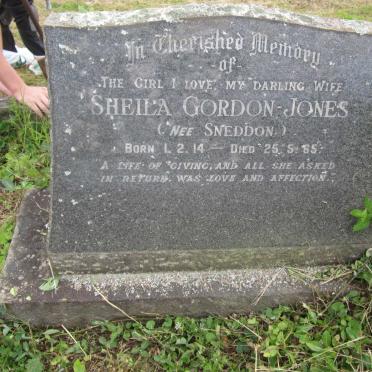 In Cherished Memory
- of -
THE GIRL I LOVE, MY DARLING WIFE
SHEILA GORDON-JONES
(NEE SNEDDON)
BORN 1. 2. 14 — DIED 25. 5. 85.
A LIFE OF GIVING, AND ALL SHE ASKED
IN RETURN, WAS LOVE AND AFFECTION.